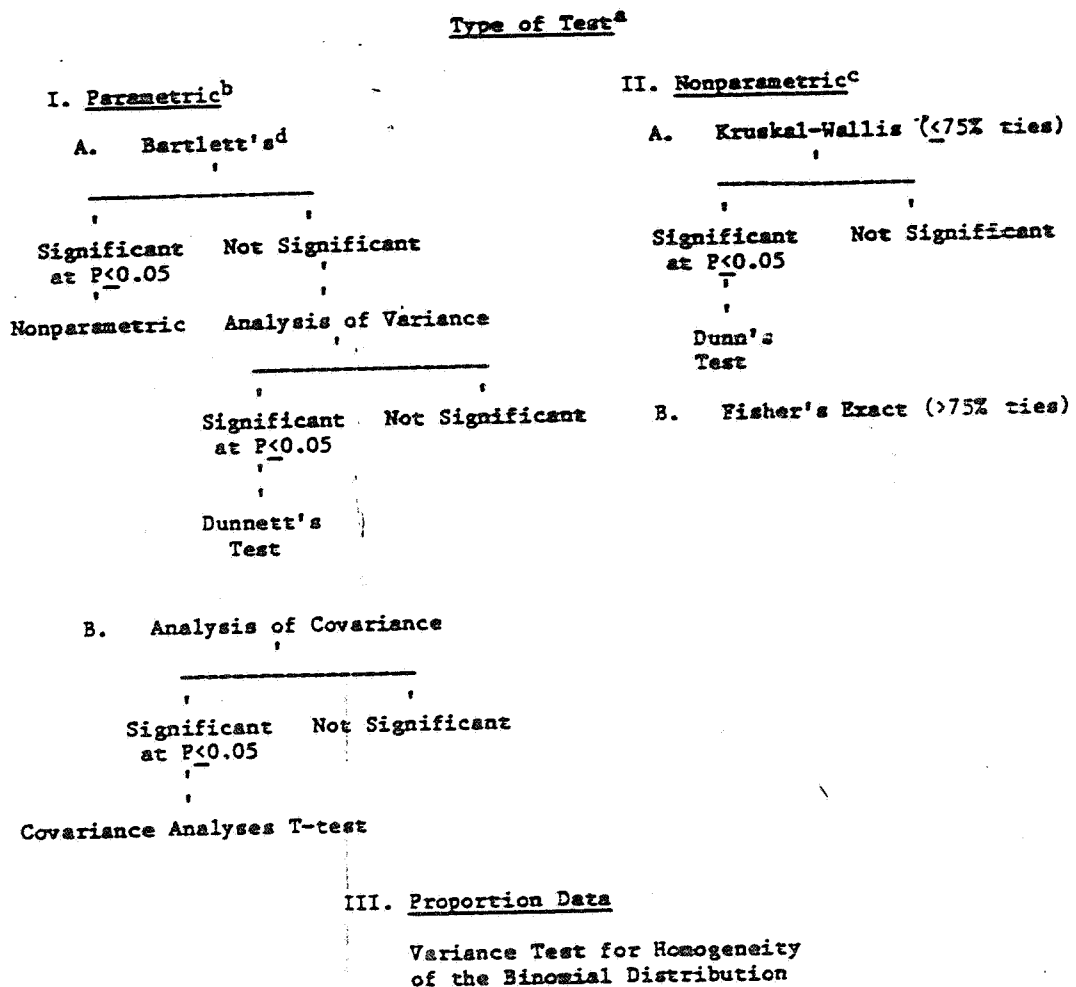 Type of Test^a
I. Parametric^b
A. Bartlett's^d
Significant Not Significant
at P≤0.05
Nonparametric Analysis of Variance
Significant Not Significant
at P≤0.05
Dunnett's
Test
B. Analysis of Covariance
Significant Not Significant
at P≤0.05
Covariance Analyses T-test
II. Nonparametric^c
A. Kruskal-Wallis (≤75% ties)
Significant Not Significant
at P≤0.05
Dunn's
Test
B. Fisher's Exact (>75% ties)
III. Proportion Data
Variance Test for Homogeneity
of the Binomial Distribution